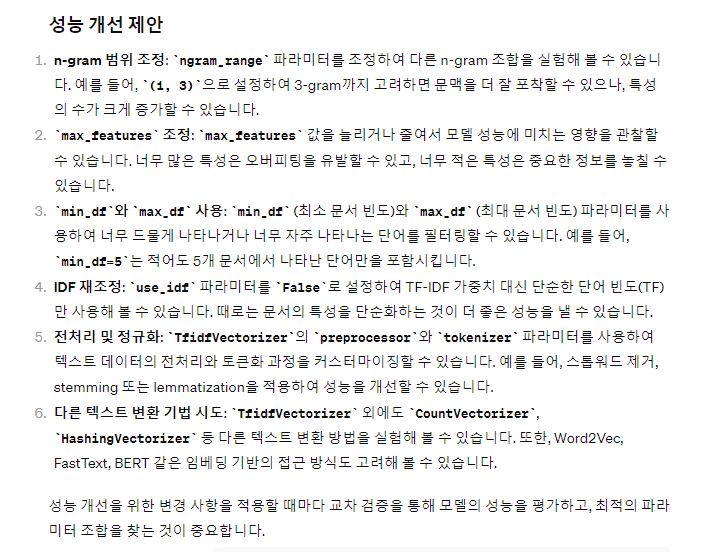 성능 개선 제안
1. n-gram 범위 조정: `ngram_range` 파라미터를 조정하여 다른 n-gram 조합을 실험해 볼 수 있습니
다. 예를 들어, `(1, 3)`으로 설정하여 3-gram까지 고려하면 문맥을 더 잘 포착할 수 있으나, 특성
의 수가 크게 증가할 수 있습니다.
2. `max_features` 조정: `max_features` 값을 늘리거나 줄여서 모델 성능에 미치는 영향을 관찰할
수 있습니다. 너무 많은 특성은 오버피팅을 유발할 수 있고, 너무 적은 특성은 중요한 정보를 놓칠 수
있습니다.
3. `min_df`와 `max_df` 사용: `min_df` (최소 문서 빈도)와 `max_df` (최대 문서 빈도) 파라미터를 사
용하여 너무 드물게 나타나거나 너무 자주 나타나는 단어를 필터링할 수 있습니다. 예를 들어,
`min_df=5`는 적어도 5개 문서에서 나타난 단어만을 포함시킵니다.
4. IDF 재조정: `use_idf` 파라미터를 `False`로 설정하여 TF-IDF 가중치 대신 단순한 단어 빈도(TF)
만 사용해 볼 수 있습니다. 때로는 문서의 특성을 단순화하는 것이 더 좋은 성능을 낼 수 있습니다.
5. 전처리 및 정규화: `TfidfVectorizer`의 `preprocessor`와 `tokenizer` 파라미터를 사용하여
텍스트 데이터의 전처리와 토큰화 과정을 커스터마이징할 수 있습니다. 예를 들어, 스톱워드 제거,
stemming 또는 lemmatization을 적용하여 성능을 개선할 수 있습니다.
6. 다른 텍스트 변환 기법 시도: `TfidfVectorizer` 외에도 `CountVectorizer`,
`HashingVectorizer` 등 다른 텍스트 변환 방법을 실험해 볼 수 있습니다. 또한, Word2Vec,
FastText, BERT 같은 임베딩 기반의 접근 방식도 고려해 볼 수 있습니다.
성능 개선을 위한 변경 사항을 적용할 때마다 교차 검증을 통해 모델의 성능을 평가하고, 최적의 파라
미터 조합을 찾는 것이 중요합니다.